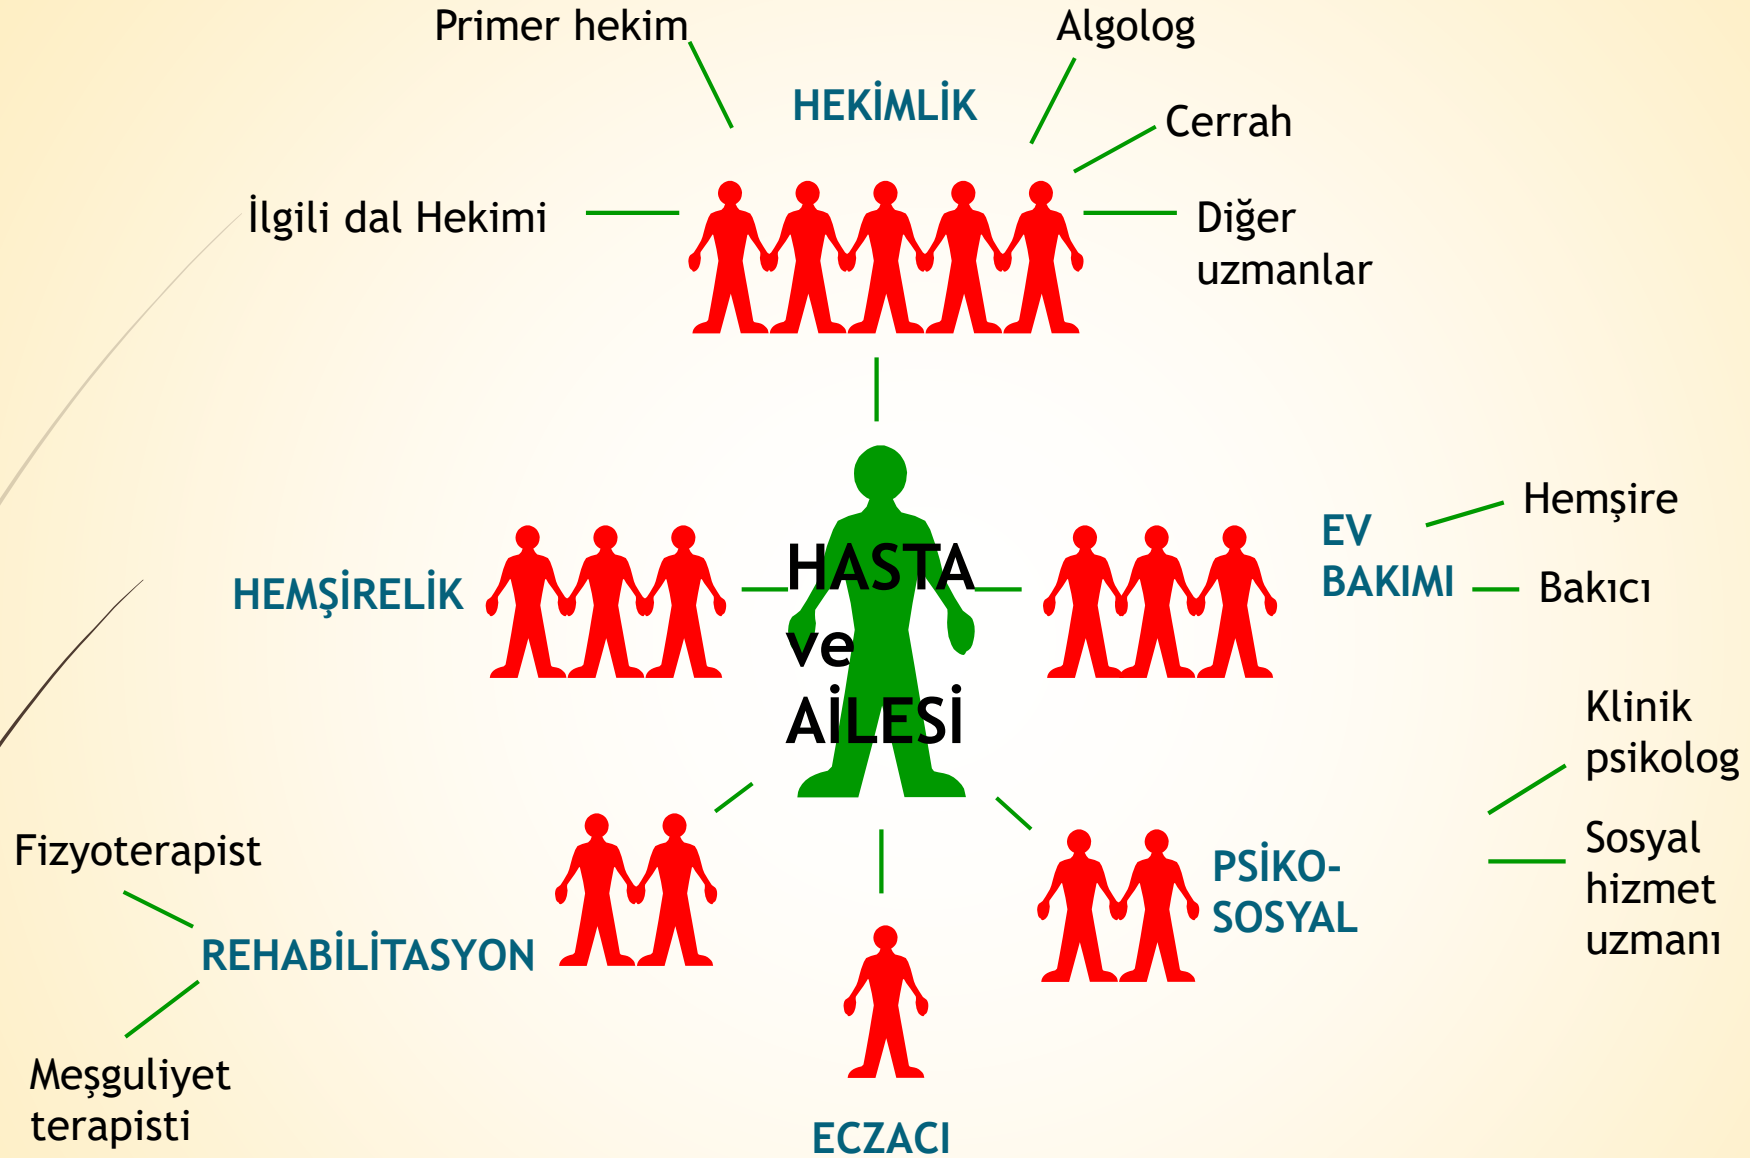 Primer hekim
Algolog
HEKİMLİK
Cerrah
İlgili dal Hekimi
Diğer
uzmanlar
HEMŞİRELİK
HASTA
ve
AİLESİ
EV
BAKIMI
Hemşire
Bakıcı
Klinik
psikolog
Sosyal
hizmet
uzmanı
PSİKO-
SOSYAL
Fizyoterapist
REHABİLİTASYON
Meşguliyet
terapisti
ECZACI